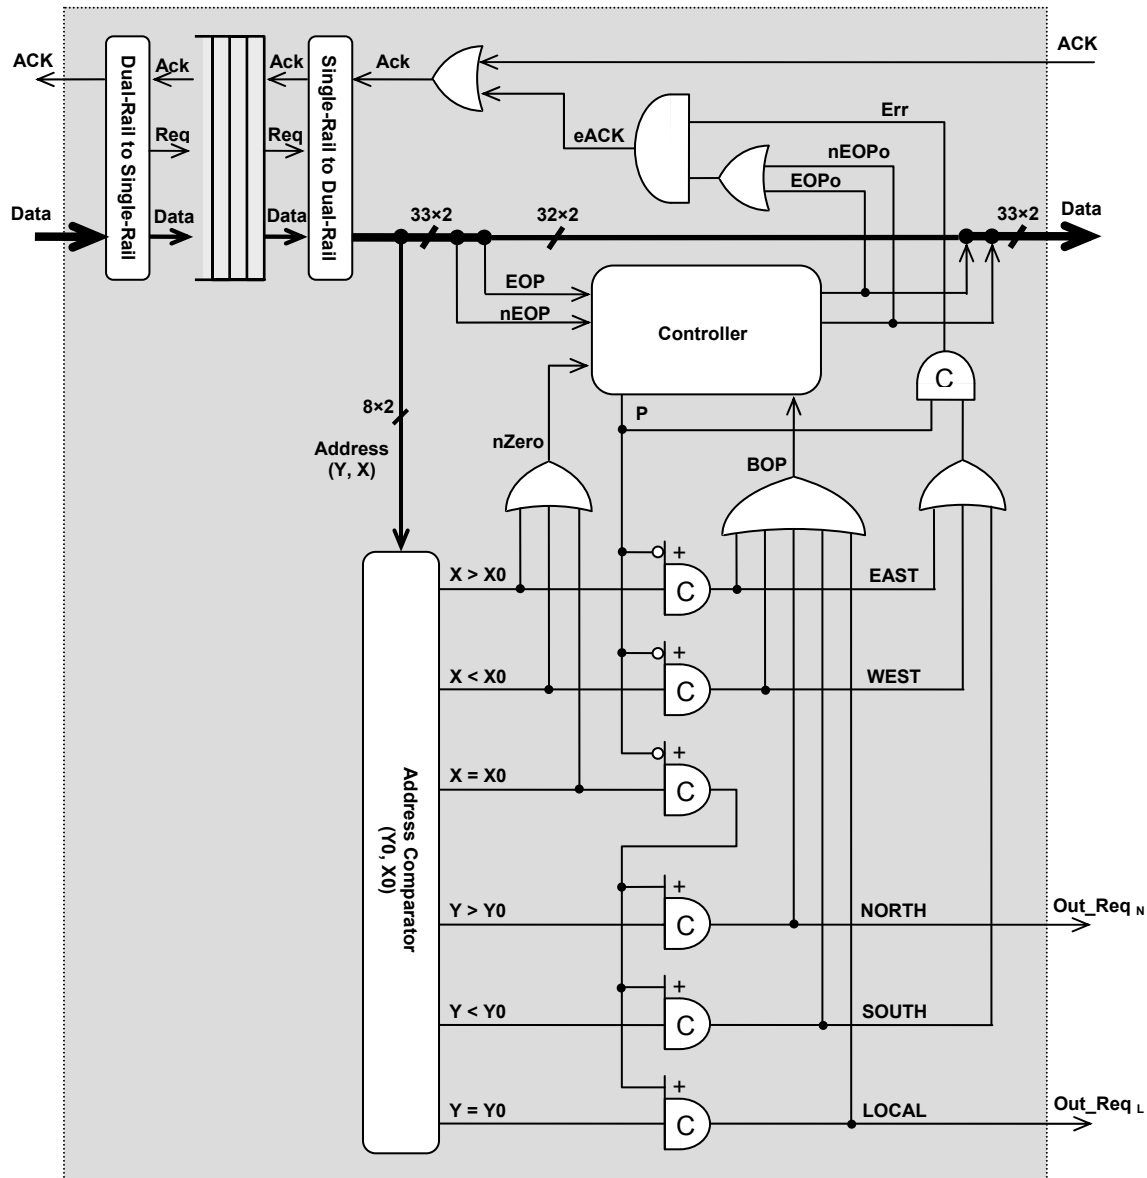 ACK
ACK
Ack
Ack
Ack
Dual-Rail to Single-Rail
Single-Rail to Dual-Rail
Req
Req
eACK
Err
nEOPo
EOPo
Data
Data
Data
33×2
32×2
33×2
Data
EOP
nEOP
Controller
C
8×2
P
nZero
Address
(Y, X)
BOP
+
X > X0
C
EAST
+
X < X0
C
WEST
+
X = X0
C
Address Comparator
(Y0, X0)
+
Y > Y0
C
NORTH
Out_Req N
+
Y < Y0
C
SOUTH
+
Y = Y0
C
LOCAL
Out_Req L